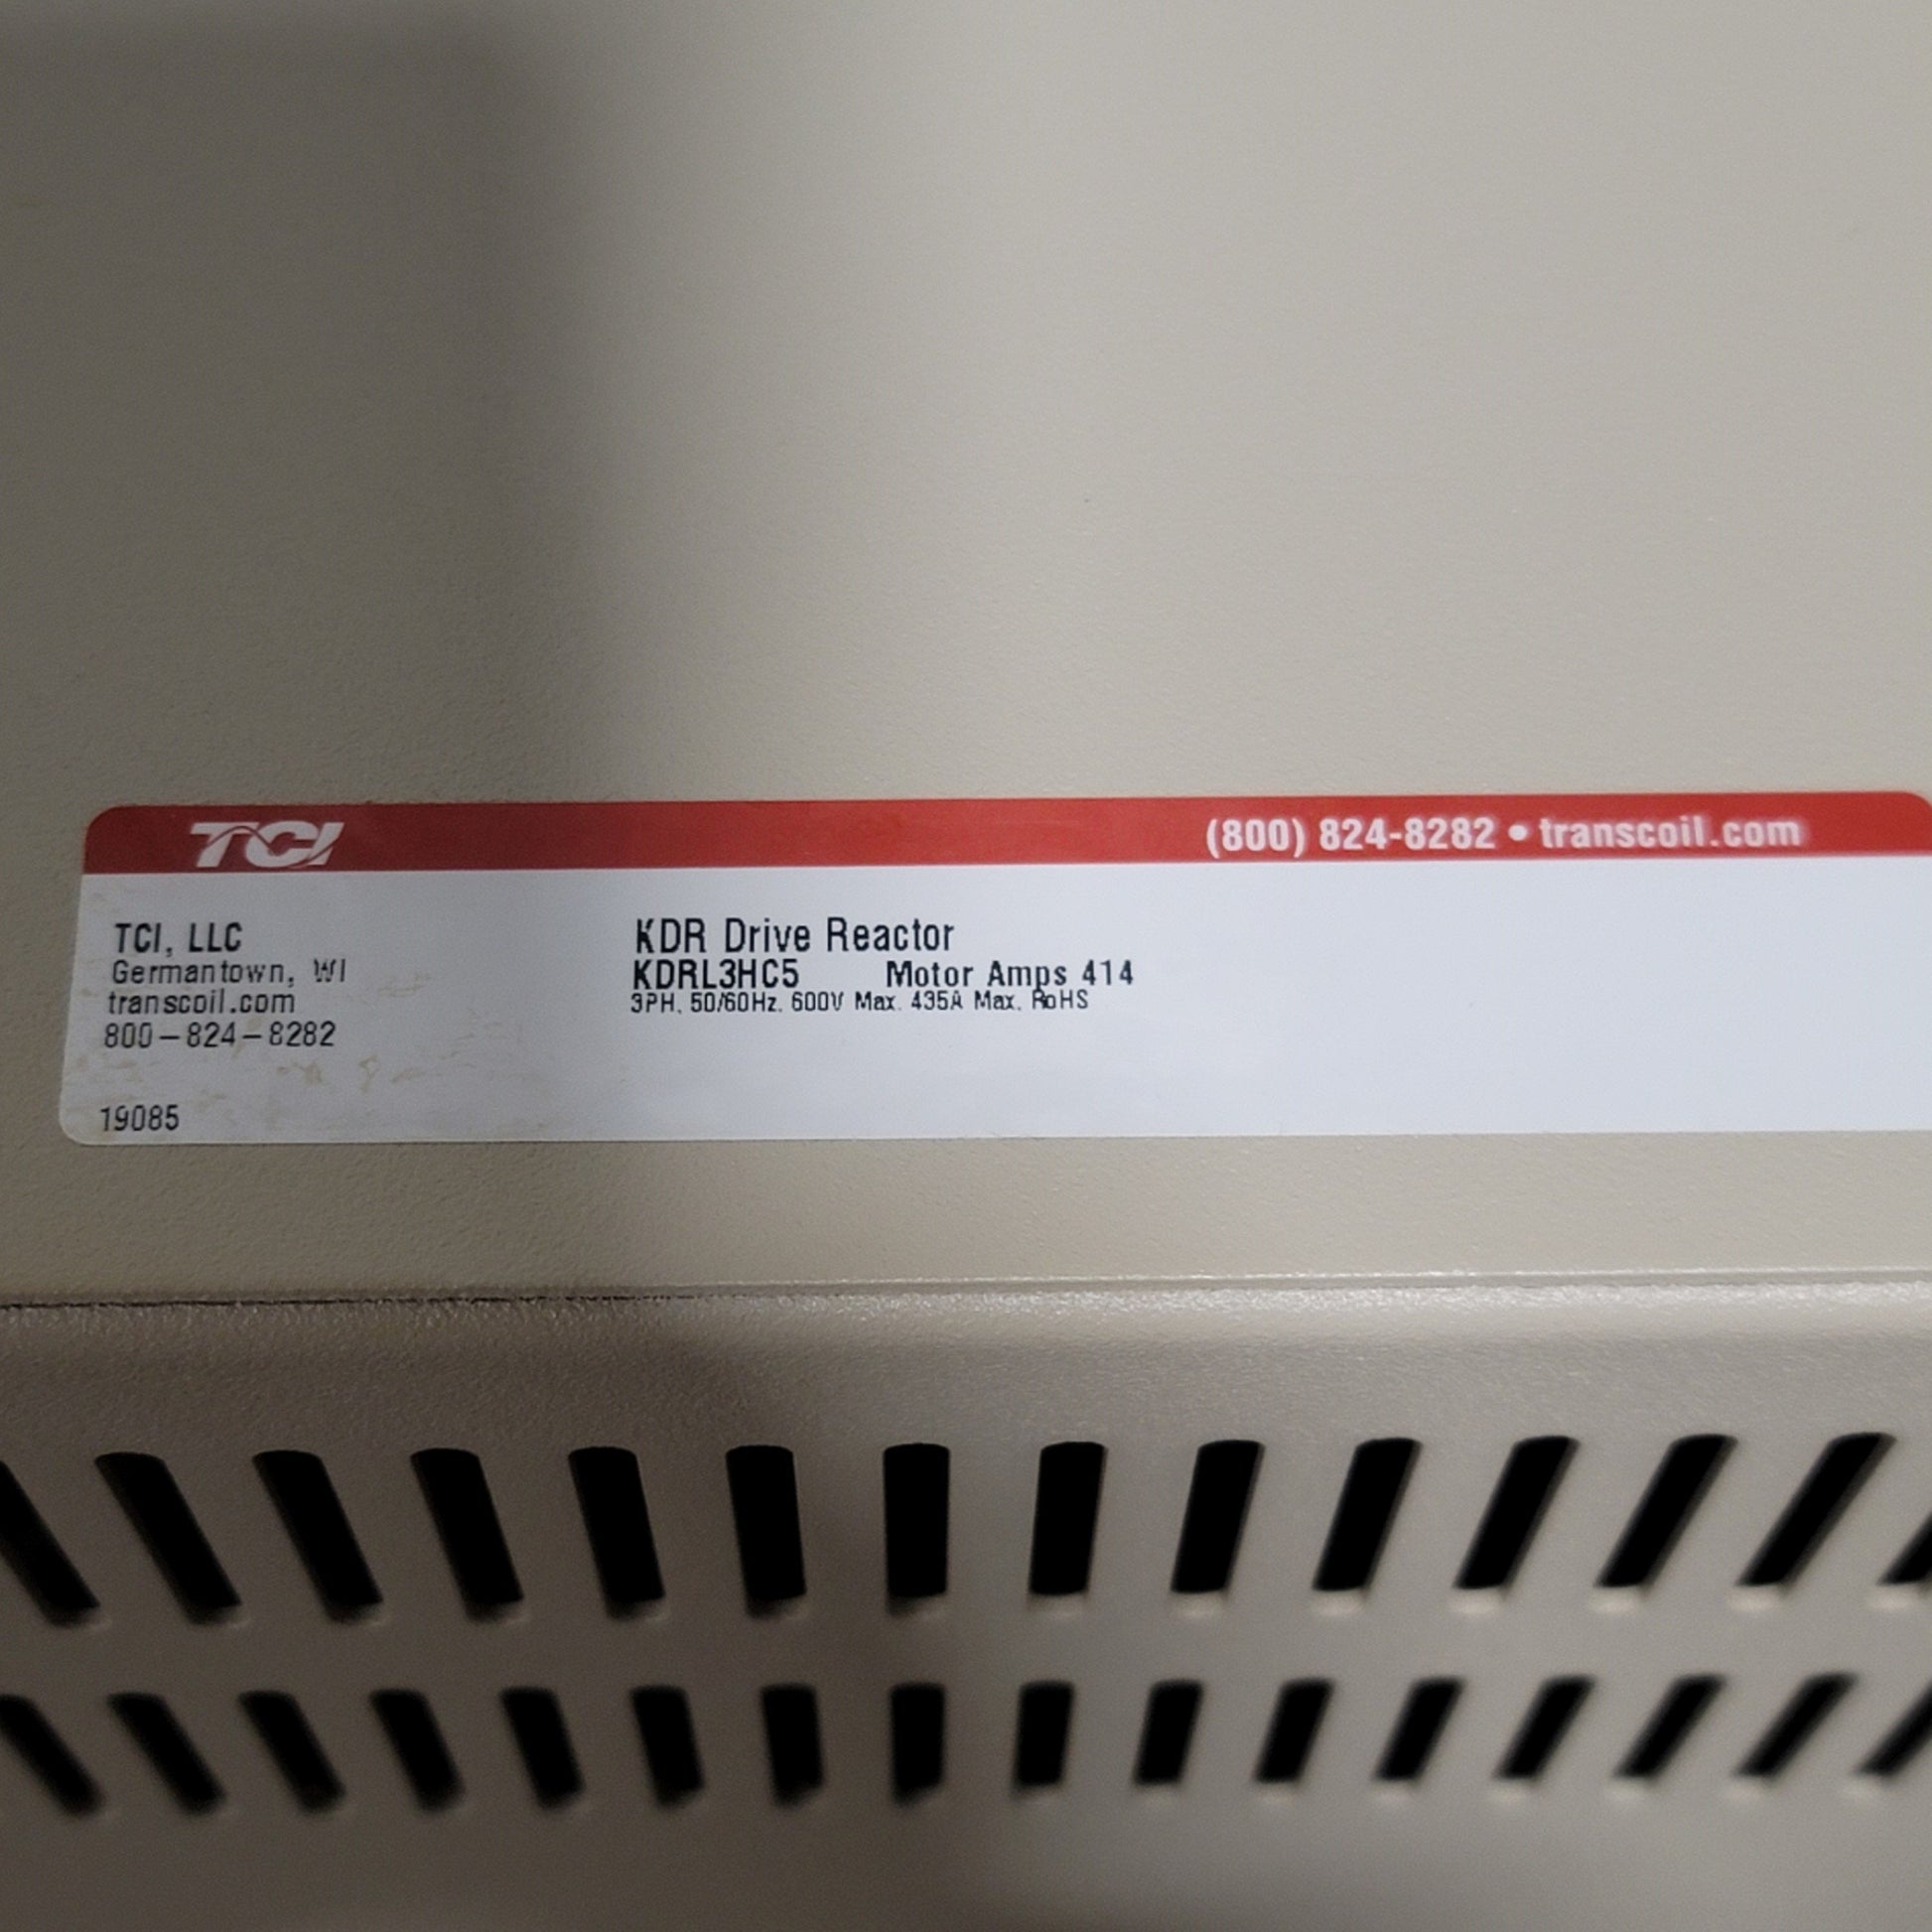 TCI (800) 824-8282 • transcoil.com
TCI, LLC
Germantown, WI
transcoil.com
800-824-8282
19085
KDR Drive Reactor
KDRL3HC5 Motor Amps 414
3PH, 50/60Hz, 600V Max. 435A Max. RoHS